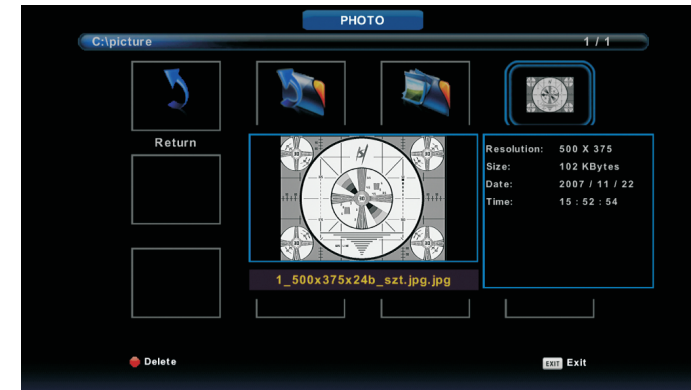 PHOTO
C:\picture
1 / 1
Return
Resolution: 500 X 375
Size: 102 KBytes
Date: 2007 / 11 / 22
Time: 15 : 52 : 54
1_500x375x24b_szt.jpg.jpg
Delete
EXIT Exit